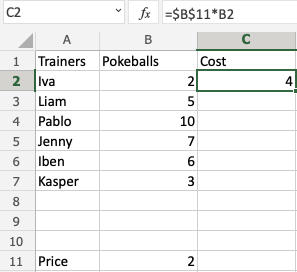 C2 fx =$B$11*B2
A B C
1 Trainers Pokeballs Cost
2 Iva 2 4
3 Liam 5
4 Pablo 10
5 Jenny 7
6 Iben 6
7 Kasper 3
8
9
10
11 Price 2